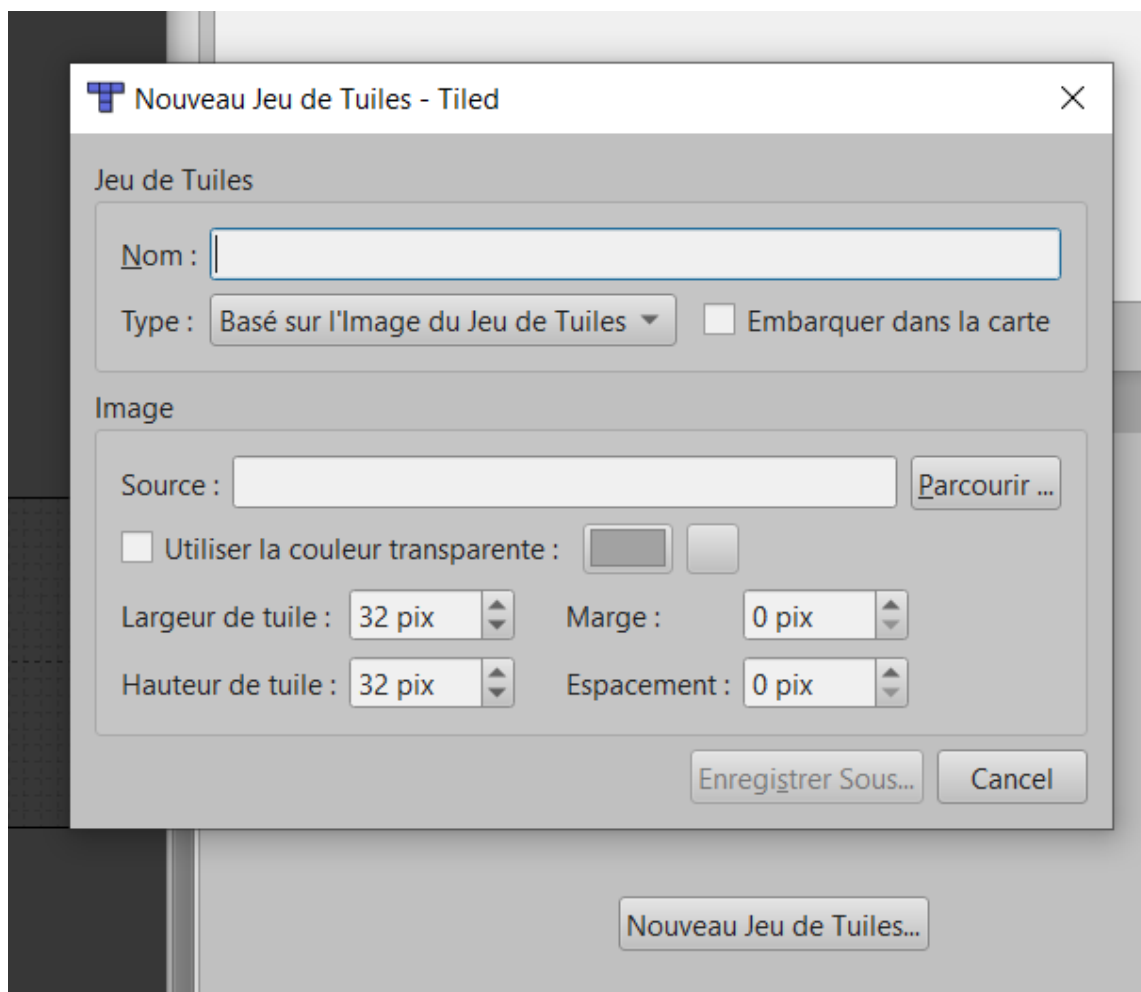 Nouveau Jeu de Tuiles - Tiled
Jeu de Tuiles
Nom :
Type : Basé sur l'Image du Jeu de Tuiles Embarquer dans la carte
Image
Source : Parcourir ...
Utiliser la couleur transparente :
Largeur de tuile : 32 pix Marge : 0 pix
Hauteur de tuile : 32 pix Espacement : 0 pix
Enregistrer Sous... Cancel
Nouveau Jeu de Tuiles...